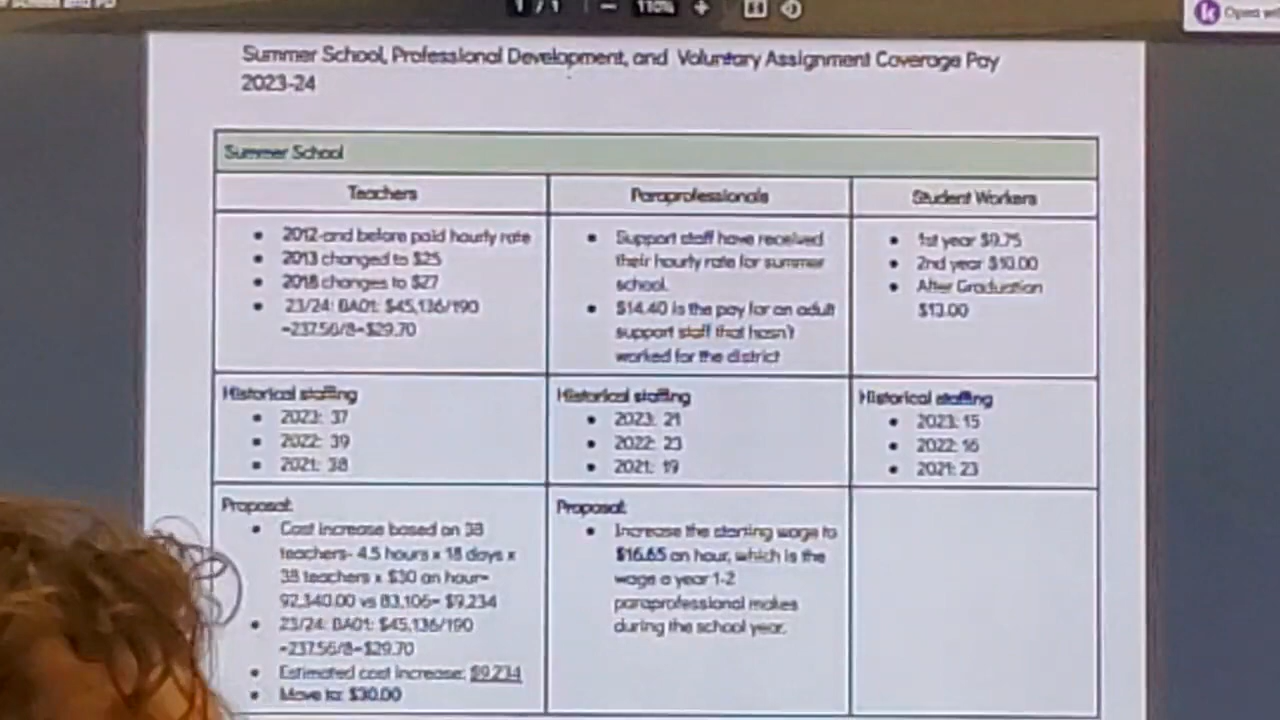 1 / 1 110%
Open wi
Summer School, Professional Development, and Voluntary Assignment Coverage Pay
2023-24
Summer School
Teachers
• 2012 and before paid hourly rate
• 2013 changed to $25
• 2018 changes to $27
• 23/24: BA01: $45,136/190
=237.56/8=$29.70
Paraprofessionals
• Support staff have received
their hourly rate for summer
school.
• $14.40 is the pay for an adult
support staff that hasn't
worked for the district
Student Workers
• 1st year $9.75
• 2nd year $10.00
• After Graduation
$13.00
Historical staffing
• 2023: 37
• 2022: 39
• 2021: 38
Historical staffing
• 2023: 21
• 2022: 23
• 2021: 19
Historical staffing
• 2023: 15
• 2022: 16
• 2021: 23
Proposal:
• Cost increase based on 38
teachers- 4.5 hours x 18 days x
38 teachers x $30 an hour=
92,340.00 vs 83,106= $9,234
• 23/24: BA01: $45,136/190
=237.56/8=$29.70
• Estimated cost increase: $9,234
• Move to: $30.00
Proposal:
• Increase the starting wage to
$16.65 an hour, which is the
wage a year 1-2
paraprofessional makes
during the school year.